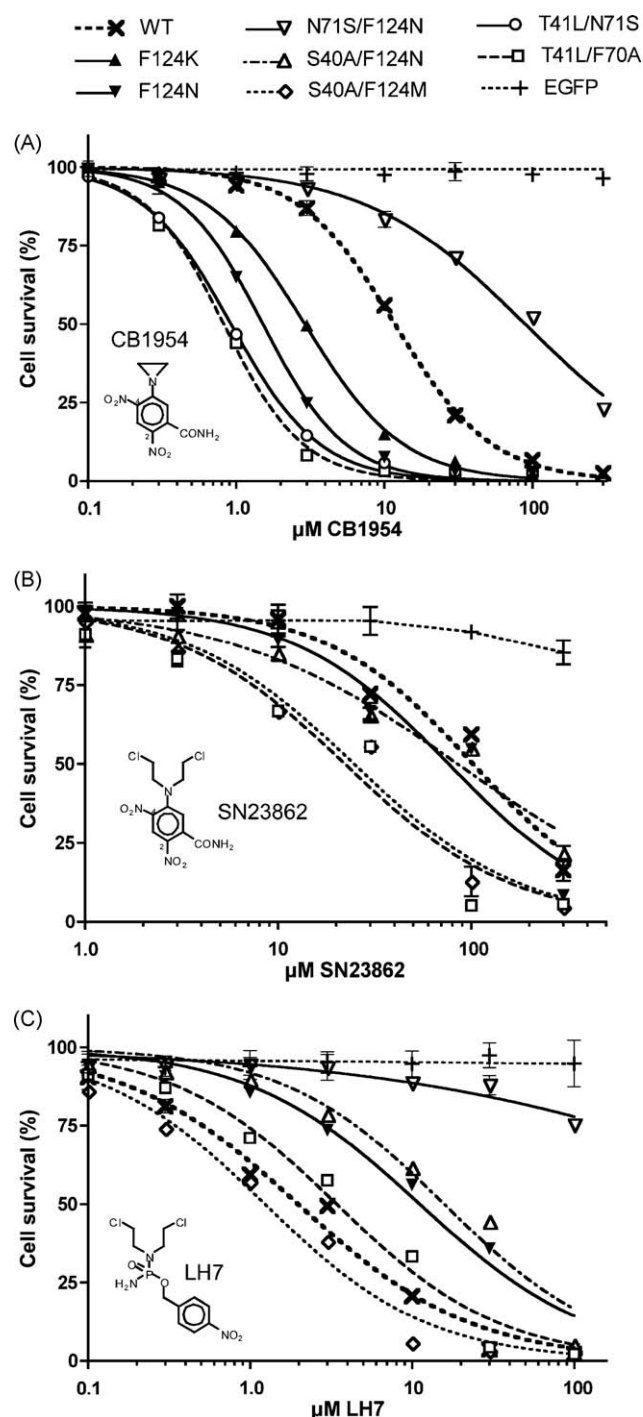 WT N71S/F124N T41L/N71S
F124K S40A/F124N T41L/F70A
F124N S40A/F124M EGFP
(A)
Cell survival (%)
100
75
50
25
0
CB1954
N
O₂N 4
CONH₂
2
NO₂
0.1 1.0 10 100
µM CB1954
(B)
Cell survival (%)
100
75
50
25
0
Cl Cl
N
SN23862
O₂N 4
CONH₂
2
NO₂
1.0 10 100
µM SN23862
(C)
Cell survival (%)
100
75
50
25
0
Cl Cl
N
LH7
O P
H₂N O
NO₂
0.1 1.0 10 100
µM LH7